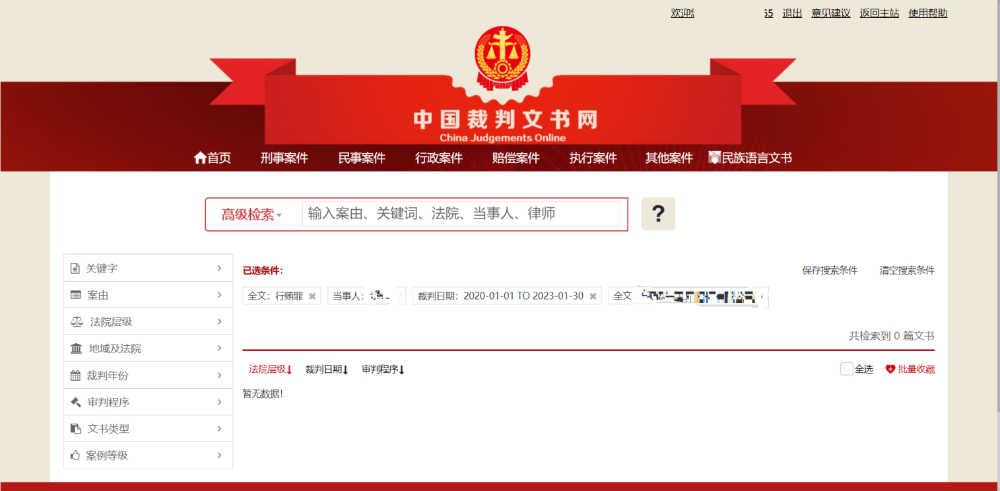 欢迎 65 退出 意见建议 返回主站 使用帮助
中国裁判文书网
China Judgements Online
首页 刑事案件 民事案件 行政案件 赔偿案件 执行案件 其他案件 民族语言文书
高级检索 输入案由、关键词、法院、当事人、律师 ?
关键字
案由
法院层级
地域及法院
裁判年份
审判程序
文书类型
案例等级
已选条件: 保存搜索条件 清空搜索条件
全文：行贿罪 × 当事人： 裁判日期：2020-01-01 TO 2023-01-30 × 全文
共检索到 0 篇文书
法院层级↓ 裁判日期↓ 审判程序↓ 全选 批量收藏
暂无数据!